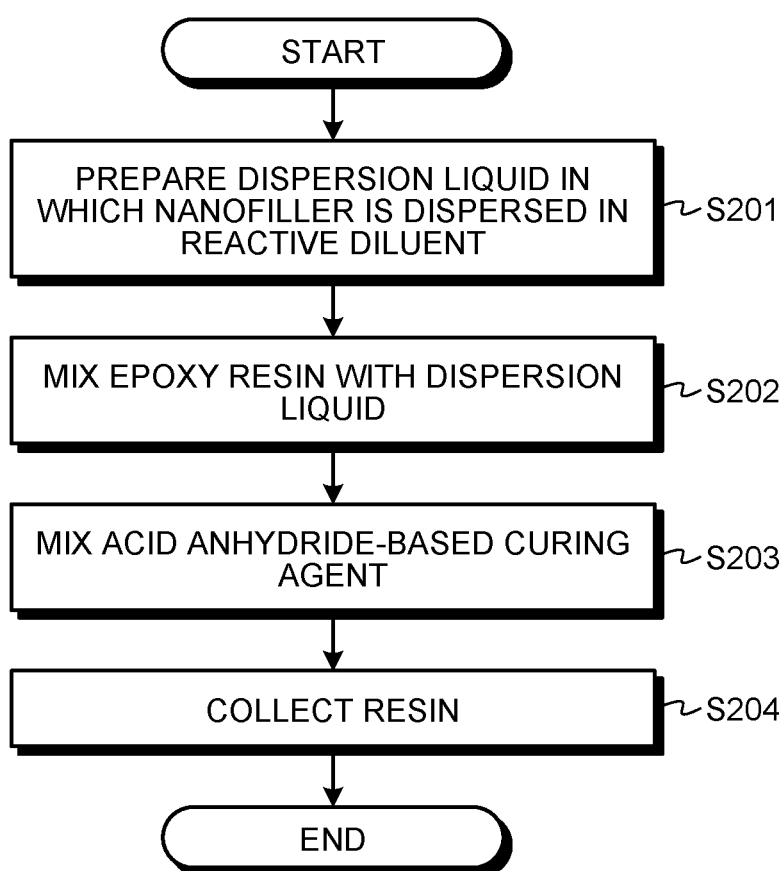 START
PREPARE DISPERSION LIQUID IN
WHICH NANOFILLER IS DISPERSED IN
REACTIVE DILUENT
S201
MIX EPOXY RESIN WITH DISPERSION
LIQUID
S202
MIX ACID ANHYDRIDE-BASED CURING
AGENT
S203
COLLECT RESIN
S204
END